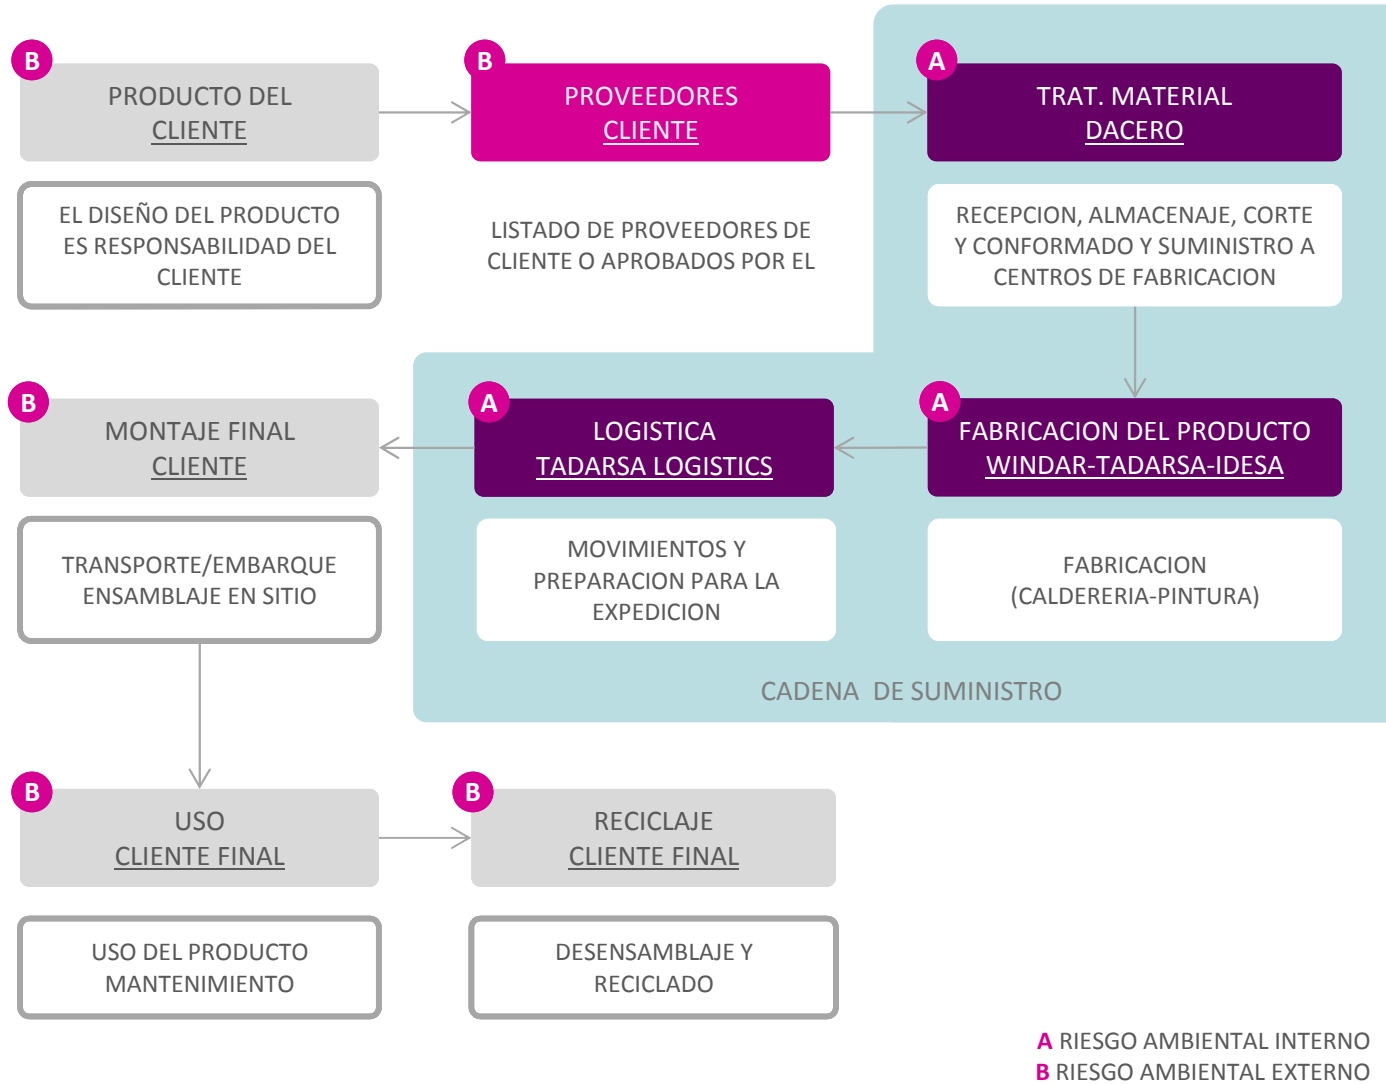 B
PRODUCTO DEL
CLIENTE
EL DISEÑO DEL PRODUCTO
ES RESPONSABILIDAD DEL
CLIENTE
B
PROVEEDORES
CLIENTE
LISTADO DE PROVEEDORES DE
CLIENTE O APROBADOS POR EL
A
TRAT. MATERIAL
DACERO
RECEPCION, ALMACENAJE, CORTE
Y CONFORMADO Y SUMINISTRO A
CENTROS DE FABRICACION
A
FABRICACION DEL PRODUCTO
WINDAR-TADARSA-IDESA
FABRICACION
(CALDERERIA-PINTURA)
A
LOGISTICA
TADARSA LOGISTICS
MOVIMIENTOS Y
PREPARACION PARA LA
EXPEDICION
CADENA DE SUMINISTRO
B
MONTAJE FINAL
CLIENTE
TRANSPORTE/EMBARQUE
ENSAMBLAJE EN SITIO
B
USO
CLIENTE FINAL
USO DEL PRODUCTO
MANTENIMIENTO
B
RECICLAJE
CLIENTE FINAL
DESENSAMBLAJE Y
RECICLADO
A RIESGO AMBIENTAL INTERNO
B RIESGO AMBIENTAL EXTERNO